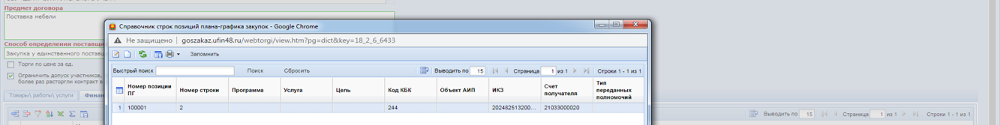 Предмет договора
Поставка мебели
Способ определения поставщи
Закупка у единственного постав
Торги по цене за ед.
Ограничить допуск участников,
более раз расторгли контракт в
Товары\ работы\ услуги
Финан
Справочник строк позиций плана-графика закупок - Google Chrome
Не защищено | goszakaz.ufin48.ru/webtorgi/view.htm?pg=dict&key=18_2_6_6433
Запомнить
Быстрый поиск Поиск Сбросить Выводить по 15 Страница 1 из 1 Строки 1 - 1 из 1
Номер позиции ПГ Номер строки Программа Услуга Цель Код КБК Объект АИП ИКЗ Счет получателя Тип переданных полномочий
1 100001 2 244 202482513200... 21033000020
Выводить по 15 Страница 1 из 1 Строки 1 - 1 из 1